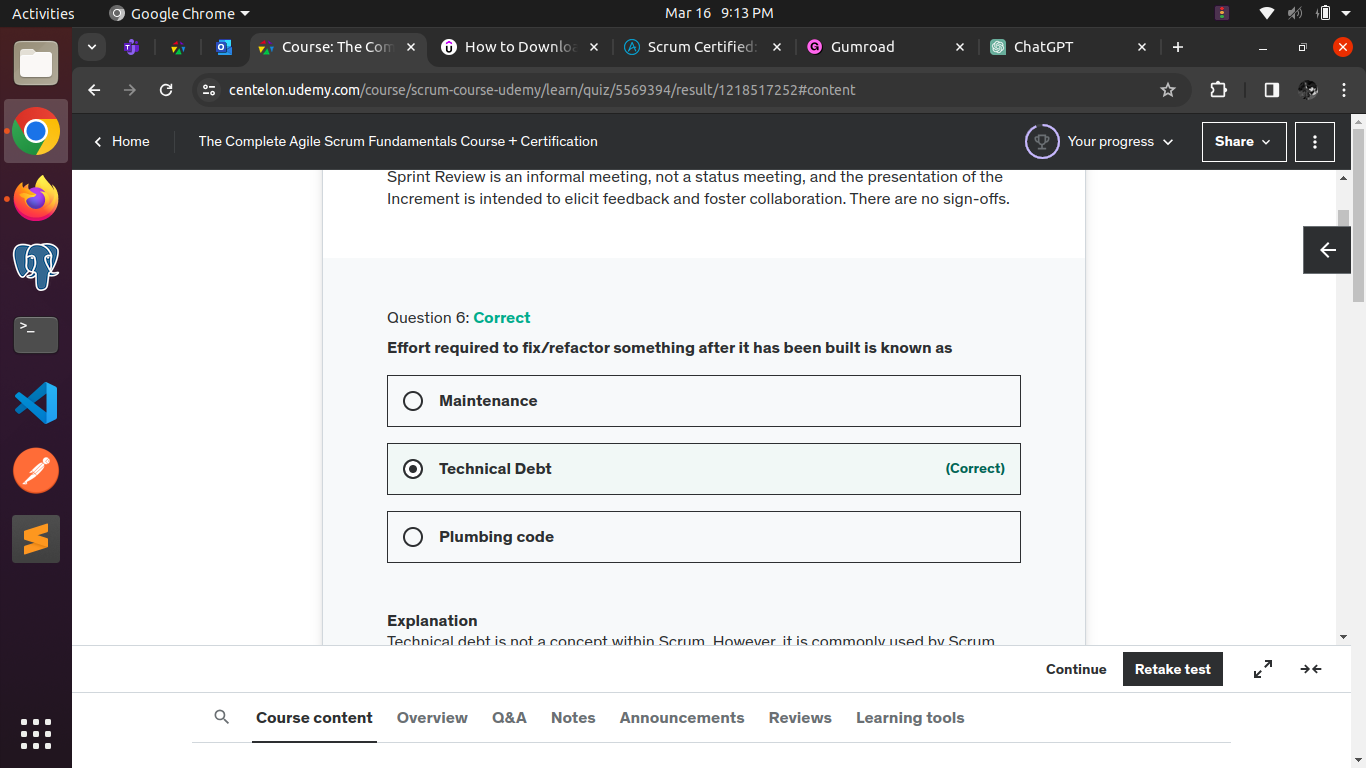 Activities
Google Chrome
Mar 16 9:13 PM
Course: The Com
How to Downloa
Scrum Certified:
Gumroad
ChatGPT
centelon.udemy.com/course/scrum-course-udemy/learn/quiz/5569394/result/1218517252#content
Home
The Complete Agile Scrum Fundamentals Course + Certification
Your progress
Share
Sprint Review is an informal meeting, not a status meeting, and the presentation of the
Increment is intended to elicit feedback and foster collaboration. There are no sign-offs.
Question 6: Correct
Effort required to fix/refactor something after it has been built is known as
Maintenance
Technical Debt
(Correct)
Plumbing code
Explanation
Technical debt is not a concept within Scrum. However, it is commonly used by Scrum
Continue
Retake test
Course content
Overview
Q&A
Notes
Announcements
Reviews
Learning tools